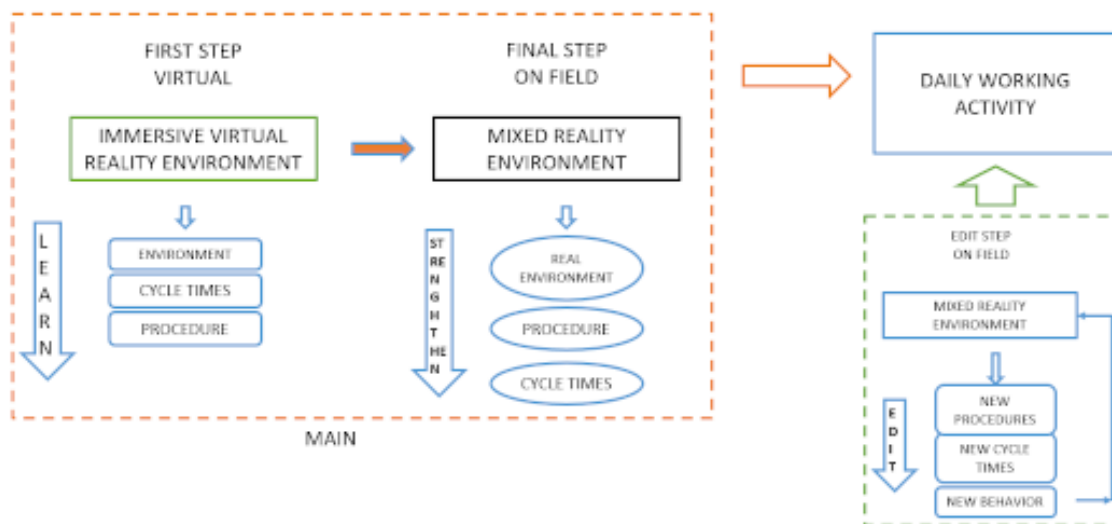 FIRST STEP
VIRTUAL
IMMERSIVE VIRTUAL
REALITY ENVIRONMENT
LEARN
ENVIRONMENT
CYCLE TIMES
PROCEDURE
FINAL STEP
ON FIELD
MIXED REALITY
ENVIRONMENT
ST
RE
N
G
H
T
HE
N
REAL
ENVIRONMENT
PROCEDURE
CYCLE TIMES
MAIN
DAILY WORKING
ACTIVITY
EDIT STEP
ON FIELD
MIXED REALITY
ENVIRONMENT
EDIT
NEW
PROCEDURES
NEW CYCLE
TIMES
NEW BEHAVIOR